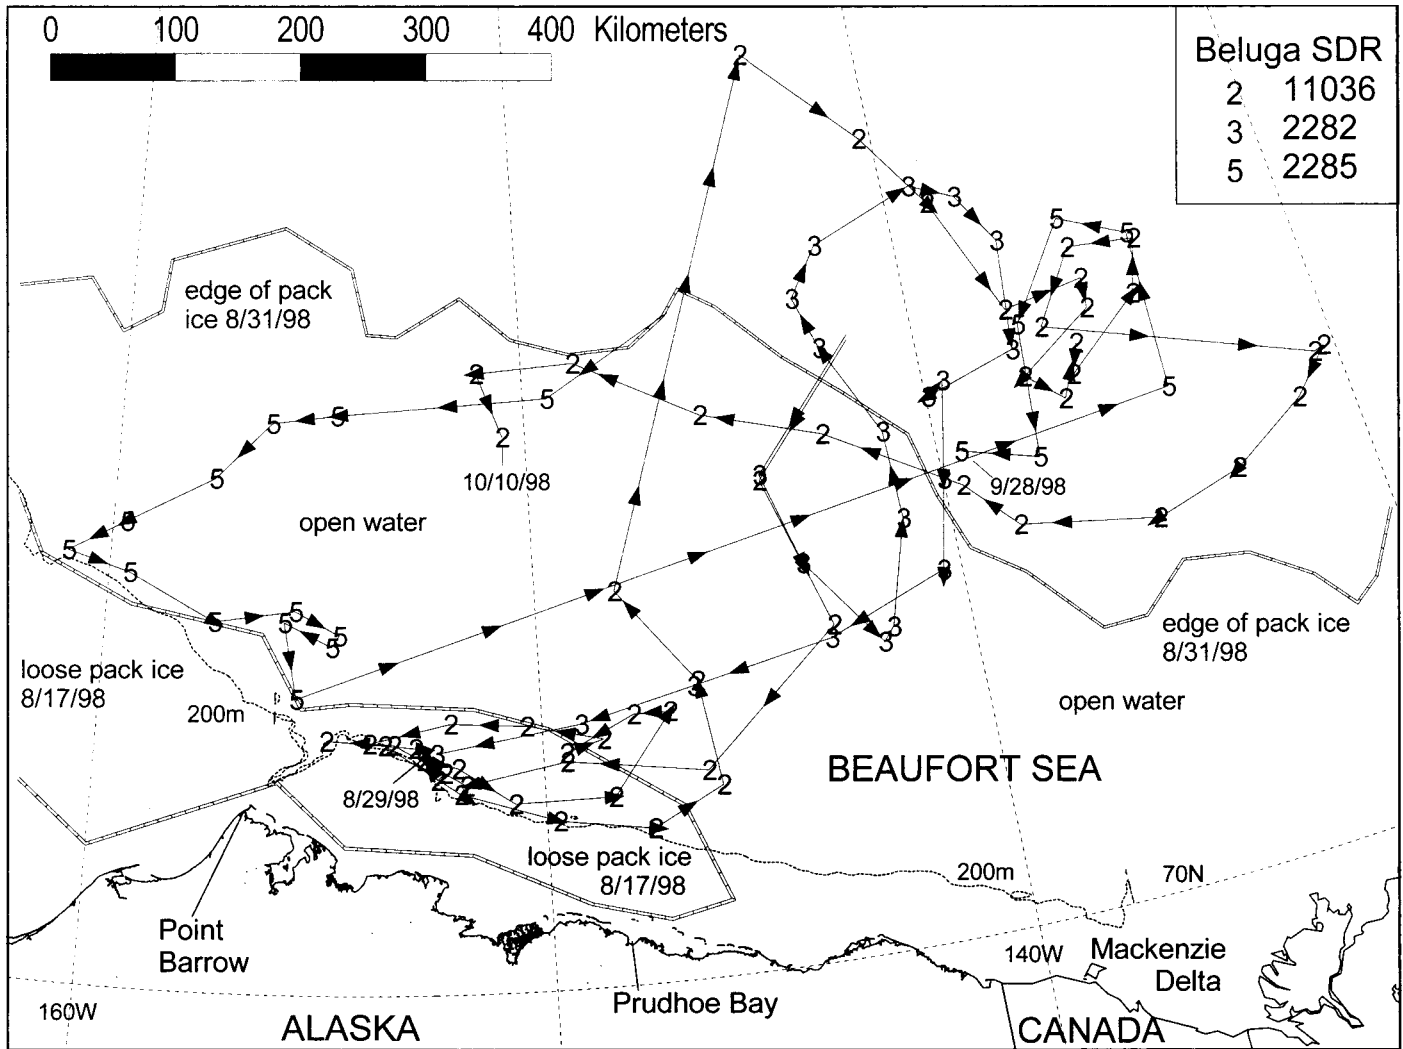 0 100 200 300 400 Kilometers
Beluga SDR
2 11036
3 2282
5 2285
edge of pack
ice 8/31/98
10/10/98
9/28/98
open water
edge of pack ice
8/31/98
loose pack ice
8/17/98
200m
open water
BEAUFORT SEA
8/29/98
loose pack ice
8/17/98
200m
70N
Point
Barrow
140W
Mackenzie
Delta
Prudhoe Bay
160W
ALASKA
CANADA